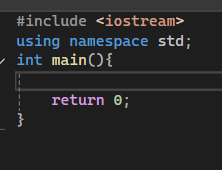 #include <iostream>
using namespace std;
int main(){
return 0;
}